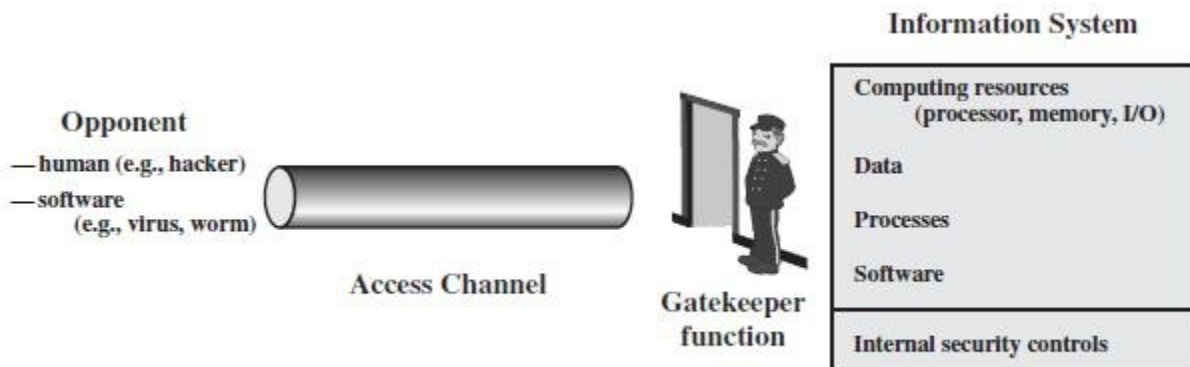 Information System
Opponent
—human (e.g., hacker)
—software
(e.g., virus, worm)
Access Channel
Gatekeeper
function
Computing resources
(processor, memory, I/O)
Data
Processes
Software
Internal security controls